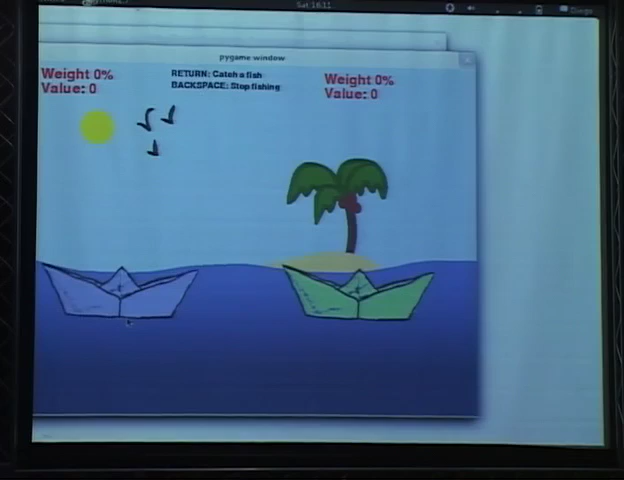 Sat 16:11
pygame window
Weight 0%
Value: 0
RETURN: Catch a fish
BACKSPACE: Stop fishing
Weight 0%
Value: 0